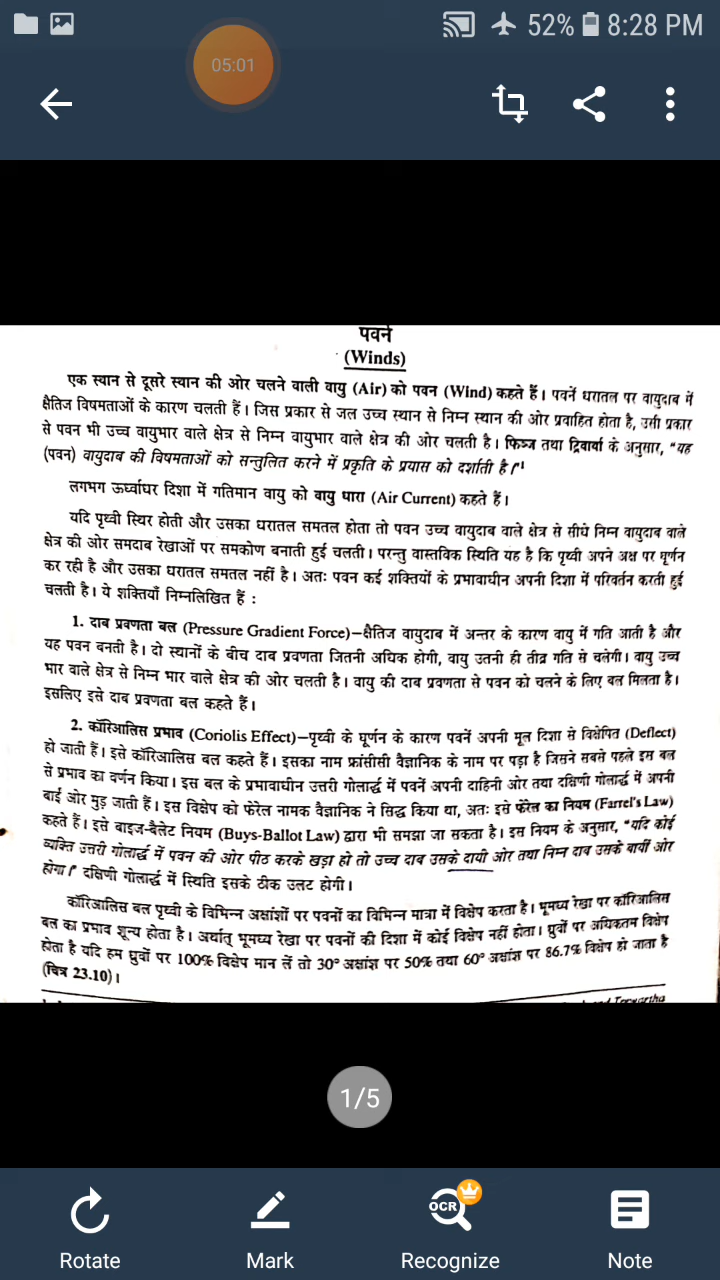 52% 8:28 PM
05:01
पवनें
(Winds)
एक स्थान से दूसरे स्थान की ओर चलने वाली वायु (Air) को पवन (Wind) कहते हैं। पवनें धरातल पर वायुदाब में
क्षैतिज विषमताओं के कारण चलती हैं। जिस प्रकार से जल उच्च स्थान से निम्न स्थान की ओर प्रवाहित होता है, उसी प्रकार
से पवन भी उच्च वायुभार वाले क्षेत्र से निम्न वायुभार वाले क्षेत्र की ओर चलती है। फिञ्ज तथा ट्रिवार्था के अनुसार, "यह
(पवन) वायुदाब की विषमताओं को सन्तुलित करने में प्रकृति के प्रयास को दर्शाती है।"¹
लगभग ऊर्ध्वाधर दिशा में गतिमान वायु को वायु धारा (Air Current) कहते हैं।
यदि पृथ्वी स्थिर होती और उसका धरातल समतल होता तो पवन उच्च वायुदाब वाले क्षेत्र से सीधे निम्न वायुदाब वाले
क्षेत्र की ओर समदाब रेखाओं पर समकोण बनाती हुई चलती। परन्तु वास्तविक स्थिति यह है कि पृथ्वी अपने अक्ष पर घूर्णन
कर रही है और उसका धरातल समतल नहीं है। अतः पवन कई शक्तियों के प्रभावाधीन अपनी दिशा में परिवर्तन करती हुई
चलती है। ये शक्तियाँ निम्नलिखित हैं :
1. दाब प्रवणता बल (Pressure Gradient Force)–क्षैतिज वायुदाब में अन्तर के कारण वायु में गति आती है और
यह पवन बनती है। दो स्थानों के बीच दाब प्रवणता जितनी अधिक होगी, वायु उतनी ही तीव्र गति से चलेगी। वायु उच्च
भार वाले क्षेत्र से निम्न भार वाले क्षेत्र की ओर चलती है। वायु की दाब प्रवणता से पवन को चलने के लिए बल मिलता है।
इसलिए इसे दाब प्रवणता बल कहते हैं।
2. कॉरिआलिस प्रभाव (Coriolis Effect)–पृथ्वी के घूर्णन के कारण पवनें अपनी मूल दिशा से विक्षेपित (Deflect)
हो जाती हैं। इसे कॉरिआलिस बल कहते हैं। इसका नाम फ्रांसीसी वैज्ञानिक के नाम पर पड़ा है जिसने सबसे पहले इस बल
से प्रभाव का वर्णन किया। इस बल के प्रभावाधीन उत्तरी गोलार्द्ध में पवनें अपनी दाहिनी ओर तथा दक्षिणी गोलार्द्ध में अपनी
बाईं ओर मुड़ जाती हैं। इस विक्षेप को फेरेल नामक वैज्ञानिक ने सिद्ध किया था, अतः इसे फेरेल का नियम (Farrel's Law)
कहते हैं। इसे बाइज-बैलेट नियम (Buys-Ballot Law) द्वारा भी समझा जा सकता है। इस नियम के अनुसार, "यदि कोई
व्यक्ति उत्तरी गोलार्द्ध में पवन की ओर पीठ करके खड़ा हो तो उच्च दाब उसके दायी ओर तथा निम्न दाब उसके बायीं ओर
होगा।" दक्षिणी गोलार्द्ध में स्थिति इसके ठीक उलट होगी।
कॉरिआलिस बल पृथ्वी के विभिन्न अक्षांशों पर पवनों का विभिन्न मात्रा में विक्षेप करता है। भूमध्य रेखा पर कॉरिआलिस
बल का प्रभाव शून्य होता है। अर्थात् भूमध्य रेखा पर पवनों की दिशा में कोई विक्षेप नहीं होता। ध्रुवों पर अधिकतम विक्षेप
होता है यदि हम ध्रुवों पर 100% विक्षेप मान लें तो 30° अक्षांश पर 50% तथा 60° अक्षांश पर 86.7% विक्षेप हो जाता है
(चित्र 23.10)।
1/5
OCR
Rotate Mark Recognize Note